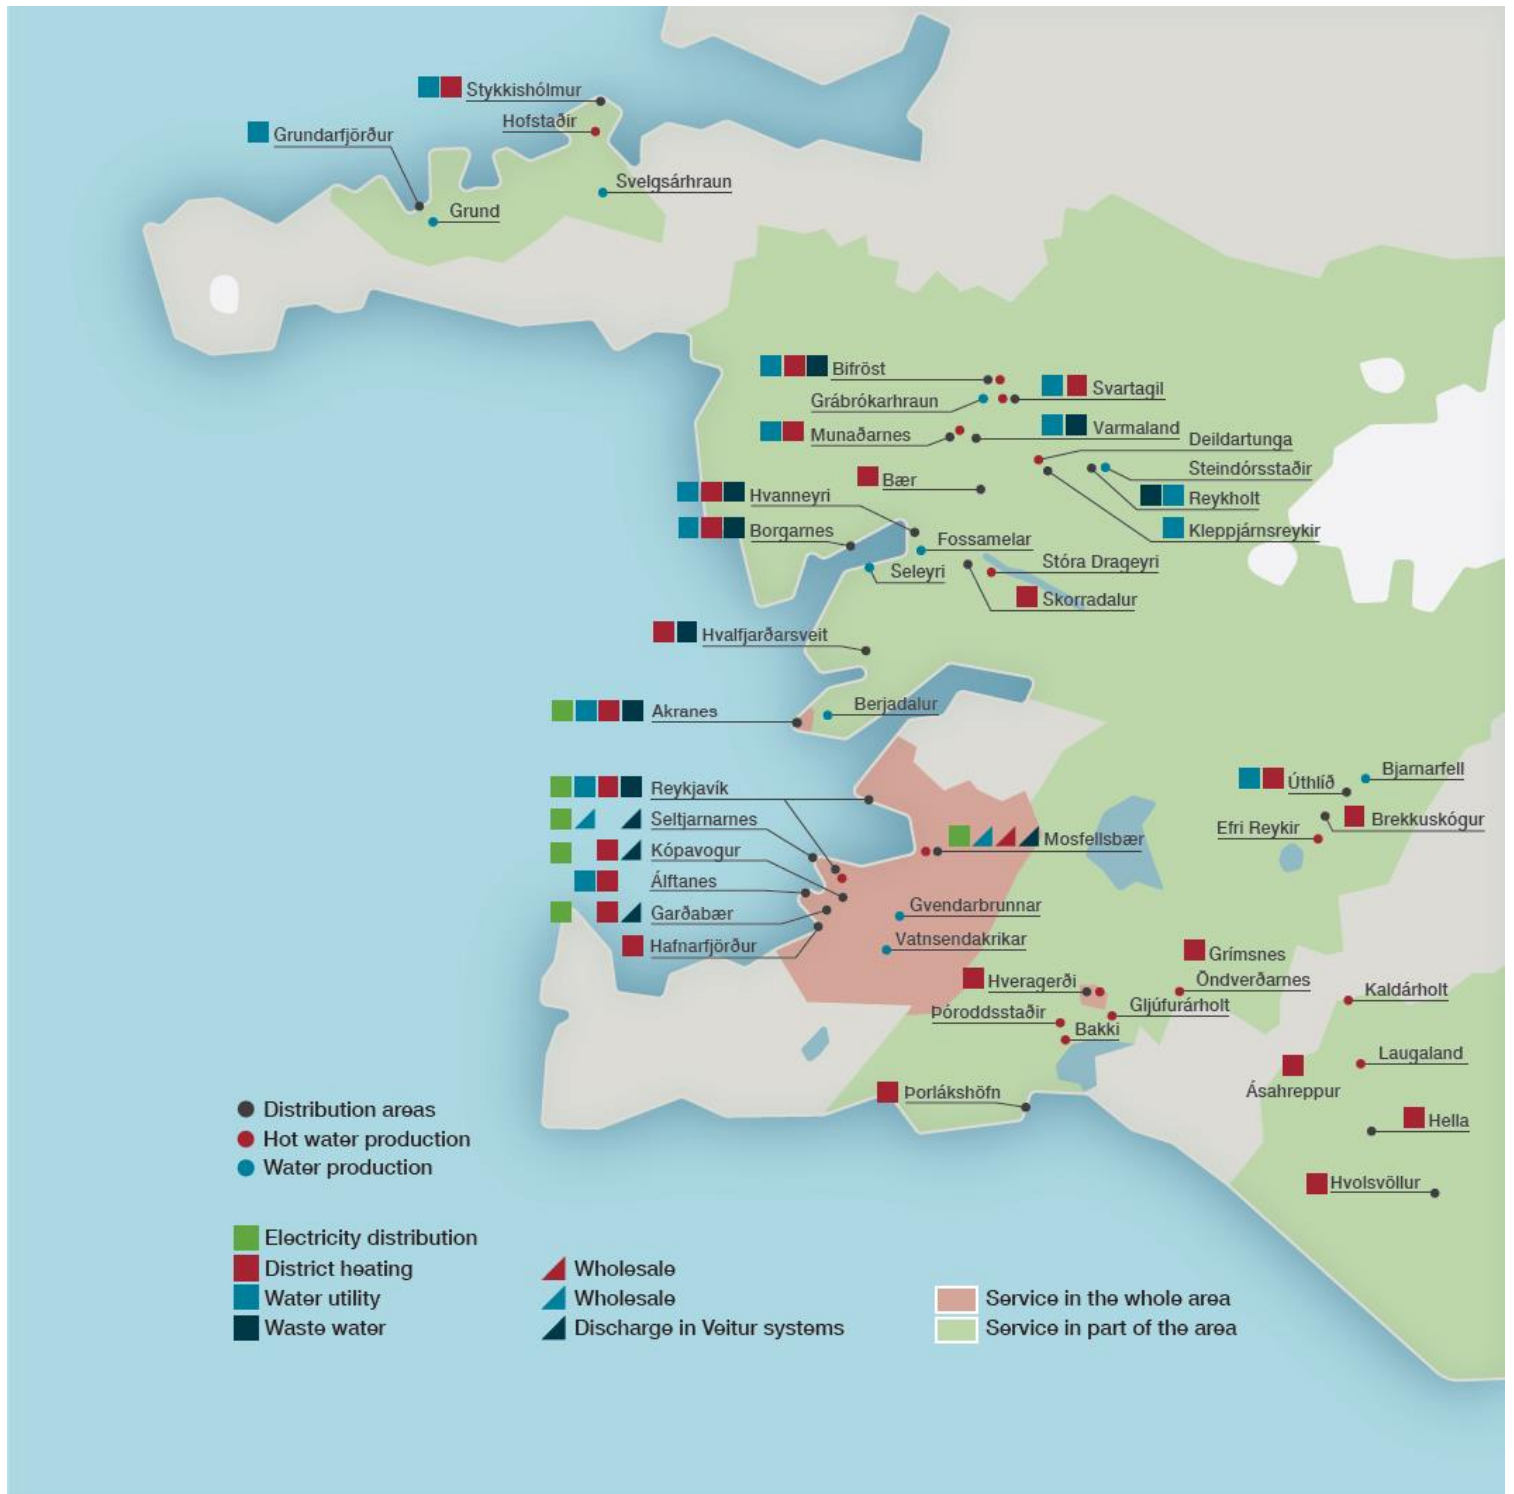 Stykkishólmur
Hofstaðir
Grundarfjörður
Svelgsárhraun
Grund
Bifröst
Svartagil
Grábrókarhraun
Varmaland
Munaðarnes
Deildartunga
Steindórsstaðir
Bær
Hvanneyri
Reykholt
Borgarnes
Kleppjárnsreykir
Fossamelar
Stóra Drageyri
Seleyri
Skorradalur
Hvalfjarðarsveit
Berjadalur
Akranes
Bjarnarfell
Úthlíð
Reykjavík
Seltjarnarnes
Brekkuskógur
Efri Reykir
Mosfellsbær
Kópavogur
Álftanes
Gvendarbrunnar
Garðabær
Vatnsendakrikar
Hafnarfjörður
Grímsnes
Hveragerði
Öndverðarnes
Kaldárholt
Gljúfurárholt
Þóroddsstaðir
Bakki
Laugaland
Ásahreppur
Þorlákshöfn
Hella
Hvolsvöllur
Distribution areas
Hot water production
Water production
Electricity distribution
District heating
Wholesale
Water utility
Wholesale
Waste water
Discharge in Veitur systems
Service in the whole area
Service in part of the area